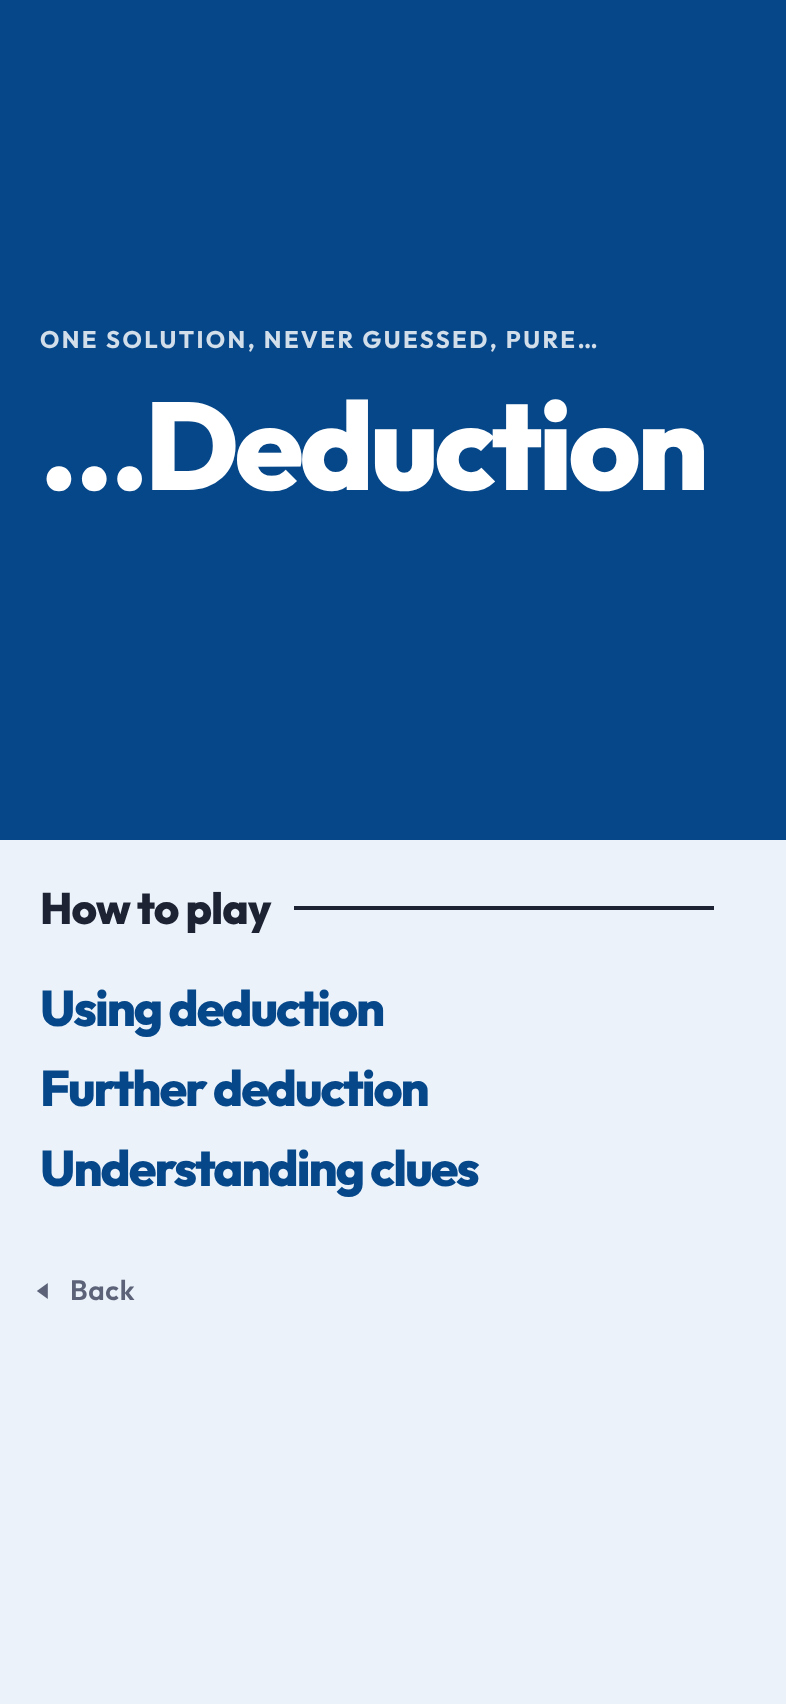 ONE SOLUTION, NEVER GUESSED, PURE...
...Deduction
How to play
Using deduction
Further deduction
Understanding clues
Back